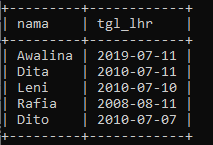 +---------+------------+
| nama    | tgl_lhr    |
+---------+------------+
| Awalina | 2019-07-11 |
| Dita    | 2010-07-11 |
| Leni    | 2010-07-10 |
| Rafia   | 2008-08-11 |
| Dito    | 2010-07-07 |
+---------+------------+